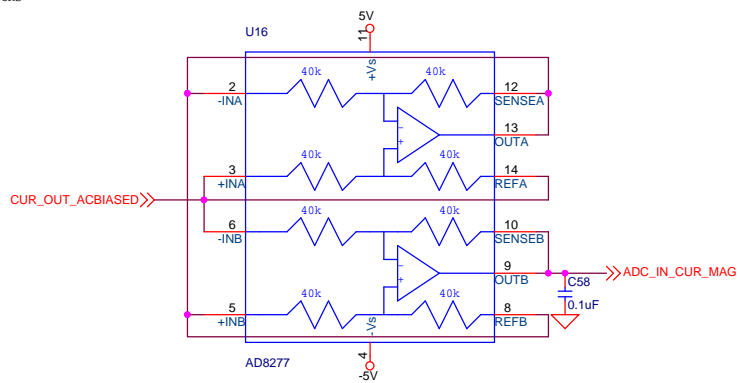 5V
U16
11
+Vs
40k
40k
2
12
-INA
SENSEA
13
OUTA
40k
40k
3
14
+INA
REFA
CUR_OUT_ACBIASED
40k
40k
6
10
-INB
SENSEB
9
ADC_IN_CUR_MAG
OUTB
C58
40k
40k
0.1uF
5
8
+INB
REFB
-Vs
4
AD8277
-5V